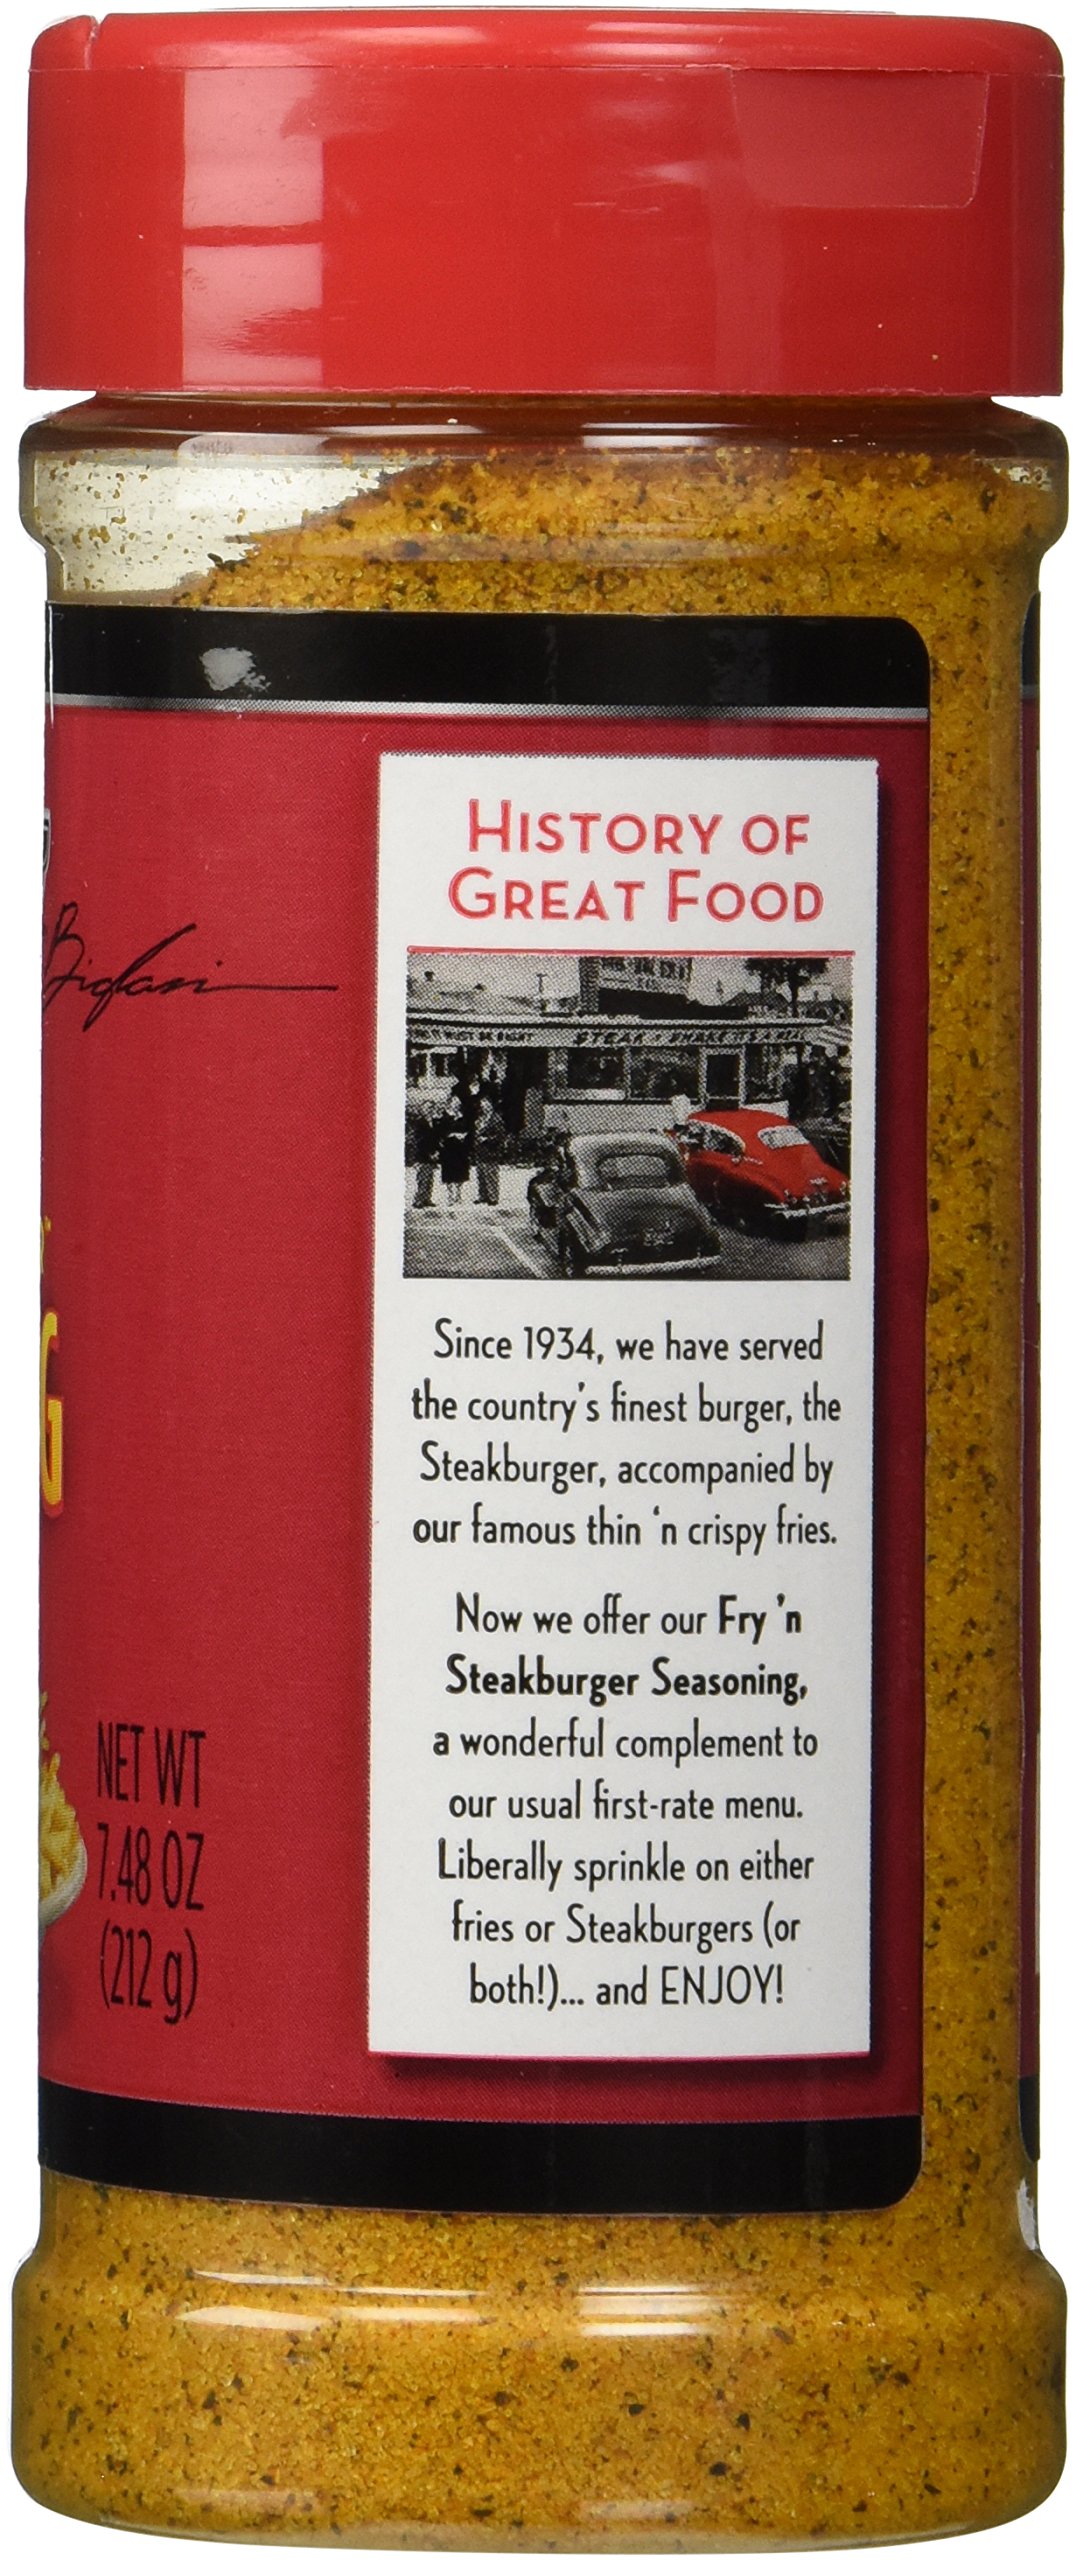 HISTORY OF
GREAT FOOD
STEAK
Since 1934, we have served
the country's finest burger, the
Steakburger, accompanied by
our famous thin 'n crispy fries.
Now we offer our Fry 'n
Steakburger Seasoning,
a wonderful complement to
our usual first-rate menu.
Liberally sprinkle on either
fries or Steakburgers (or
both!)... and ENJOY!
Biglari
G
NET WT
7.48 OZ
(212 g)